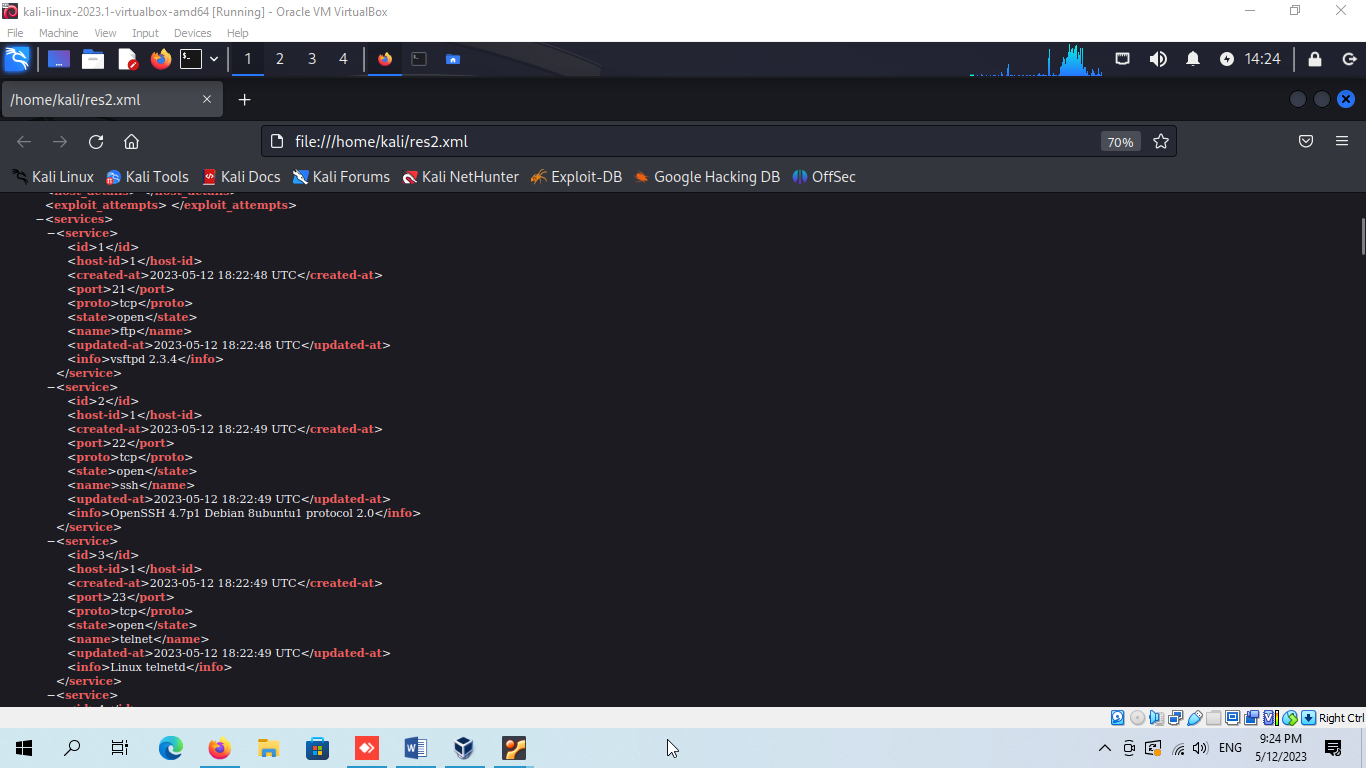 kali-linux-2023.1-virtualbox-amd64 [Running] - Oracle VM VirtualBox
File Machine View Input Devices Help
1 2 3 4 14:24
/home/kali/res2.xml
file:///home/kali/res2.xml 70%
Kali Linux Kali Tools Kali Docs Kali Forums Kali NetHunter Exploit-DB Google Hacking DB OffSec
<host_details> </host_details>
<exploit_attempts> </exploit_attempts>
−<services>
−<service>
<id>1</id>
<host-id>1</host-id>
<created-at>2023-05-12 18:22:48 UTC</created-at>
<port>21</port>
<proto>tcp</proto>
<state>open</state>
<name>ftp</name>
<updated-at>2023-05-12 18:22:48 UTC</updated-at>
<info>vsftpd 2.3.4</info>
</service>
−<service>
<id>2</id>
<host-id>1</host-id>
<created-at>2023-05-12 18:22:49 UTC</created-at>
<port>22</port>
<proto>tcp</proto>
<state>open</state>
<name>ssh</name>
<updated-at>2023-05-12 18:22:49 UTC</updated-at>
<info>OpenSSH 4.7p1 Debian 8ubuntu1 protocol 2.0</info>
</service>
−<service>
<id>3</id>
<host-id>1</host-id>
<created-at>2023-05-12 18:22:49 UTC</created-at>
<port>23</port>
<proto>tcp</proto>
<state>open</state>
<name>telnet</name>
<updated-at>2023-05-12 18:22:49 UTC</updated-at>
<info>Linux telnetd</info>
</service>
−<service>
Right Ctrl
ENG 9:24 PM
5/12/2023